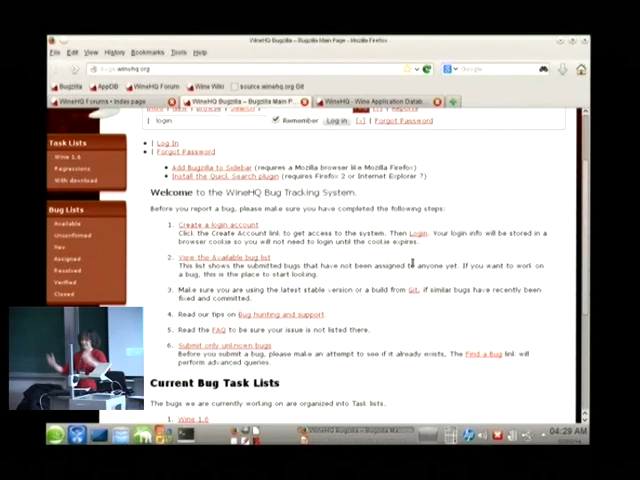 WineHQ Bugzilla – Bugzilla Main Page - Mozilla Firefox
File Edit View History Bookmarks Tools Help
bugs.winehq.org
Google
Bugzilla AppDB WineHQ Forum Wine Wiki source.winehq.org Git
WineHQ Forums • Index page
WineHQ Bugzilla – Bugzilla Main P...
WineHQ - Wine Application Datab...
login Remember Log in [x] | Forgot Password
Task Lists
Wine 1.6
Regressions
With download
Bug Lists
Available
Unconfirmed
New
Assigned
Resolved
Verified
Closed
| Log In
| Forgot Password
Add Bugzilla to Sidebar (requires a Mozilla browser like Mozilla Firefox)
Install the Quick Search plugin (requires Firefox 2 or Internet Explorer 7)
Welcome to the WineHQ Bug Tracking System.
Before you report a bug, please make sure you have completed the following steps:
1. Create a login account
Click the Create Account link to get access to the system. Then Login. Your login info will be stored in a
browser cookie so you will not need to login until the cookie expires.
2. View the Available bug list
This list shows the submitted bugs that have not been assigned to anyone yet. If you want to work on
a bug, this is the place to start looking.
3. Make sure you are using the latest stable version or a build from Git, if similar bugs have recently been
fixed and committed.
4. Read our tips on Bug hunting and support.
5. Read the FAQ to be sure your issue is not listed there.
6. Submit only unknown bugs
Before you submit a bug, please make an attempt to see if it already exists, The Find a Bug link will
perform advanced queries.
Current Bug Task Lists
The bugs we are currently working on are organized into Task lists.
1. Wine 1.6
WineHQ Bugzilla – Bugzilla Ma...
04:29 AM